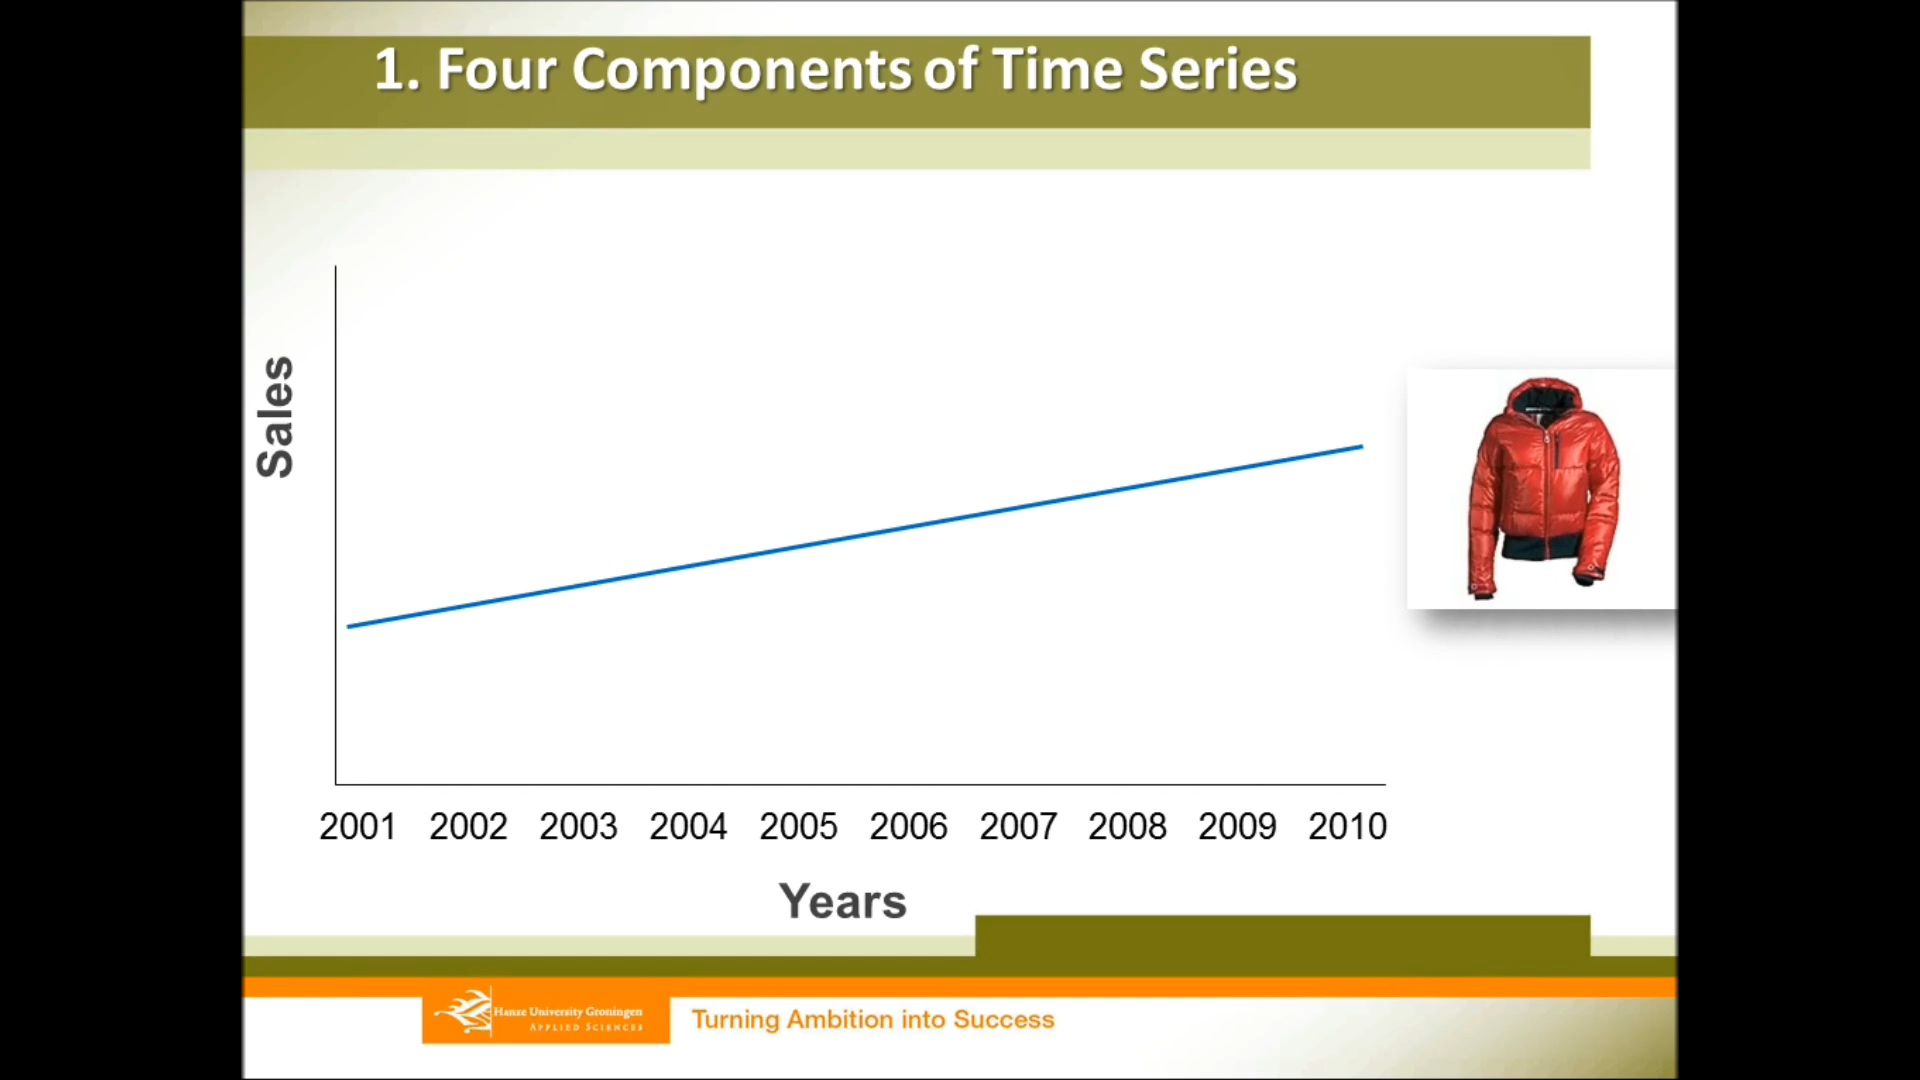 1. Four Components of Time Series
Sales
2001 2002 2003 2004 2005 2006 2007 2008 2009 2010
Years
Hanze University Groningen
APPLIED SCIENCES
Turning Ambition into Success